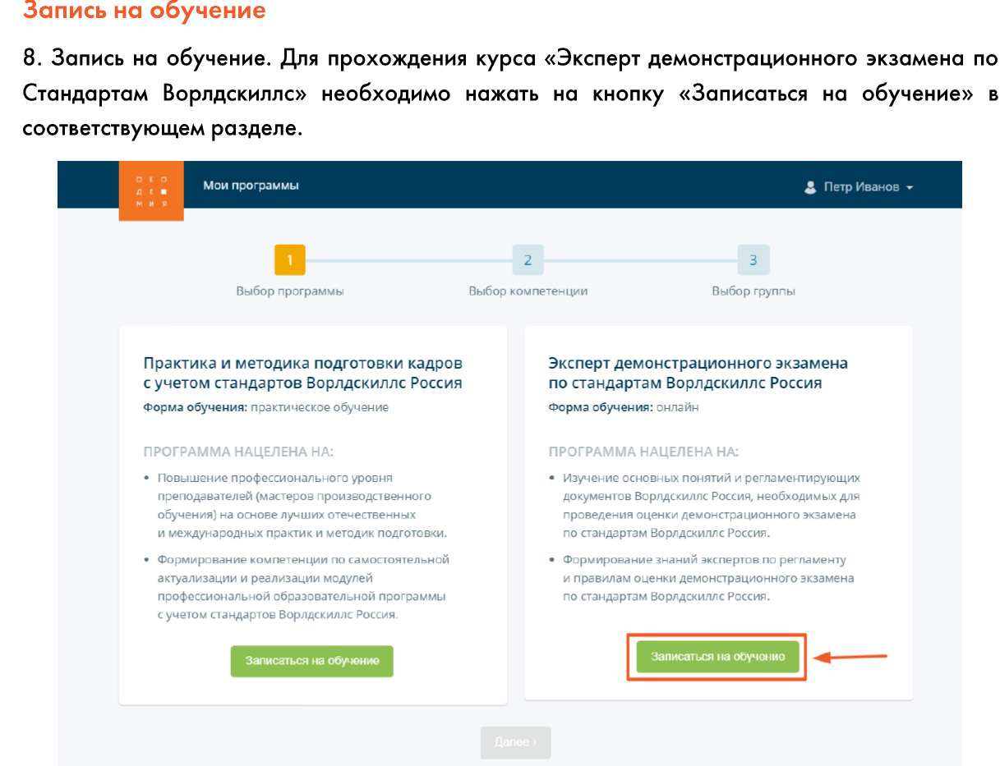 Запись на обучение
8. Запись на обучение. Для прохождения курса «Эксперт демонстрационного экзамена по
Стандартам Ворлдскиллс» необходимо нажать на кнопку «Записаться на обучение» в
соответствующем разделе.
ака
де
мия
Мои программы
Петр Иванов
1
2
3
Выбор программы
Выбор компетенции
Выбор группы
Практика и методика подготовки кадров
с учетом стандартов Ворлдскиллс Россия
Форма обучения: практическое обучение
ПРОГРАММА НАЦЕЛЕНА НА:
• Повышение профессионального уровня
преподавателей (мастеров производственного
обучения) на основе лучших отечественных
и международных практик и методик подготовки.
• Формирование компетенции по самостоятельной
актуализации и реализации модулей
профессиональной образовательной программы
с учетом стандартов Ворлдскиллс Россия.
Записаться на обучение
Эксперт демонстрационного экзамена
по стандартам Ворлдскиллс Россия
Форма обучения: онлайн
ПРОГРАММА НАЦЕЛЕНА НА:
• Изучение основных понятий и регламентирующих
документов Ворлдскиллс Россия, необходимых для
проведения оценки демонстрационного экзамена
по стандартам Ворлдскиллс Россия.
• Формирование знаний экспертов по регламенту
и правилам оценки демонстрационного экзамена
по стандартам Ворлдскиллс Россия.
Записаться на обучение
Далее ›